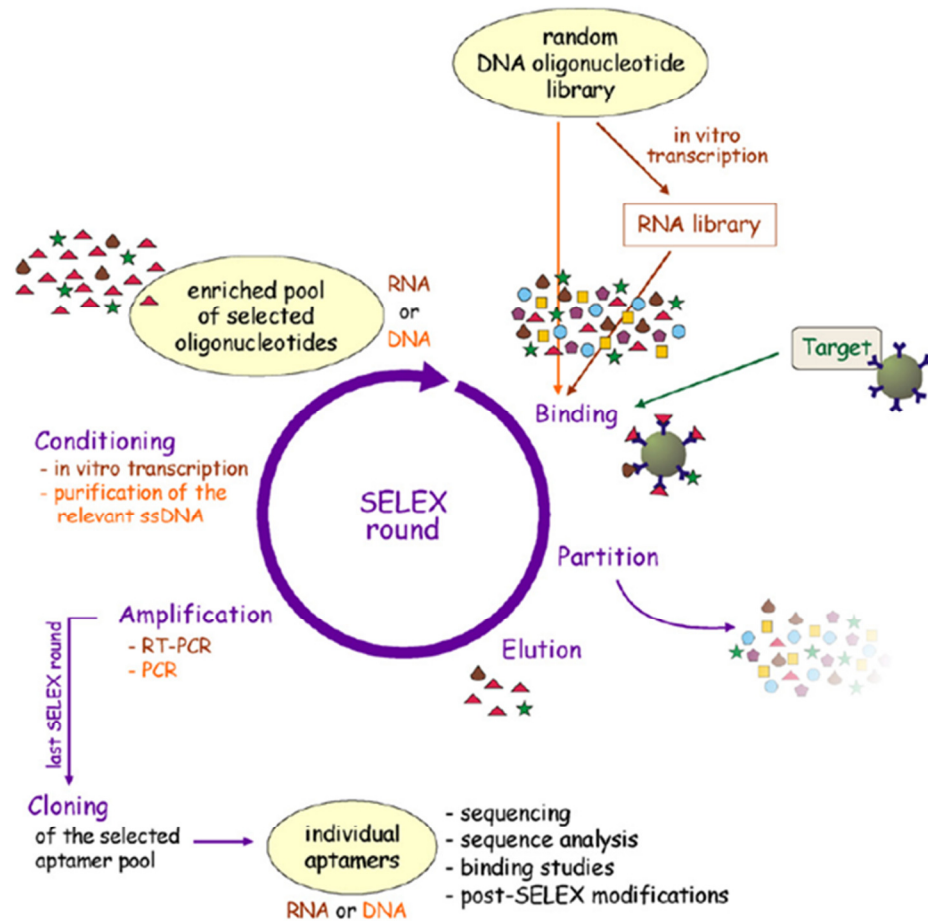 random
DNA oligonucleotide
library
in vitro
transcription
RNA library
enriched pool
of selected
oligonucleotides
RNA
or
DNA
Target
Binding
Conditioning
- in vitro transcription
- purification of the
relevant ssDNA
SELEX
round
Partition
Amplification
- RT-PCR
- PCR
Elution
last SELEX round
Cloning
of the selected
aptamer pool
individual
aptamers
RNA or DNA
- sequencing
- sequence analysis
- binding studies
- post-SELEX modifications